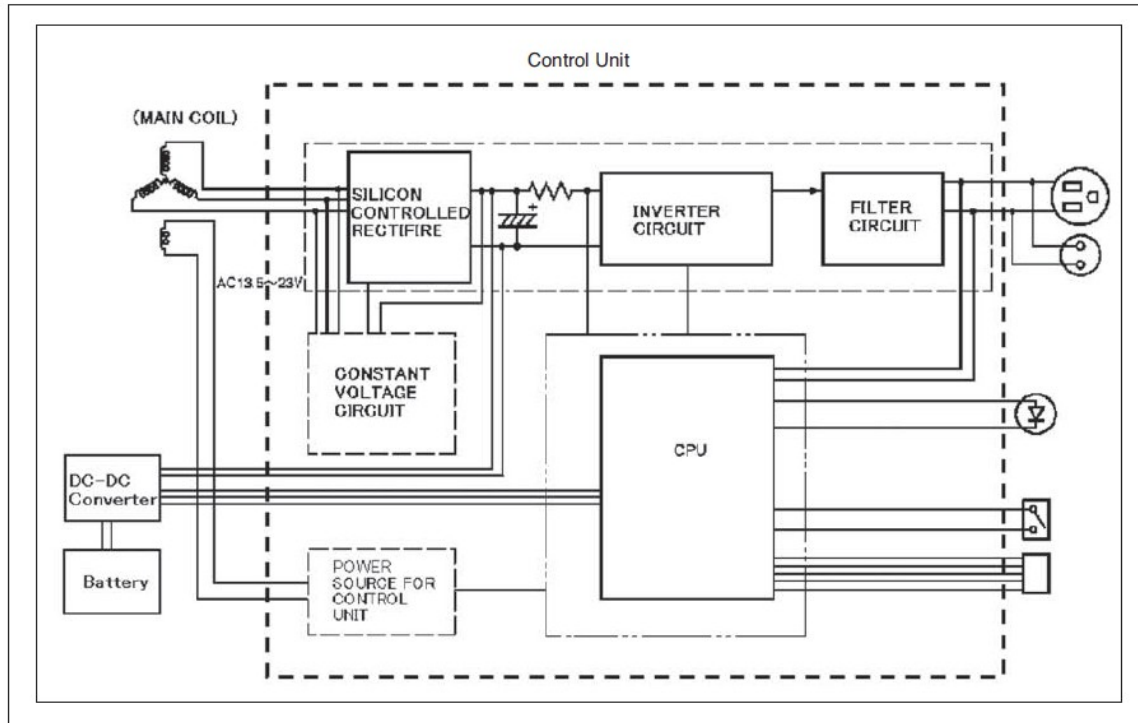 Control Unit
(MAIN COIL)
SILICON
CONTROLLED
RECTIFIRE
+
INVERTER
CIRCUIT
FILTER
CIRCUIT
AC13.5~23V
CONSTANT
VOLTAGE
CIRCUIT
CPU
DC-DC
Converter
Battery
POWER
SOURCE FOR
CONTROL
UNIT